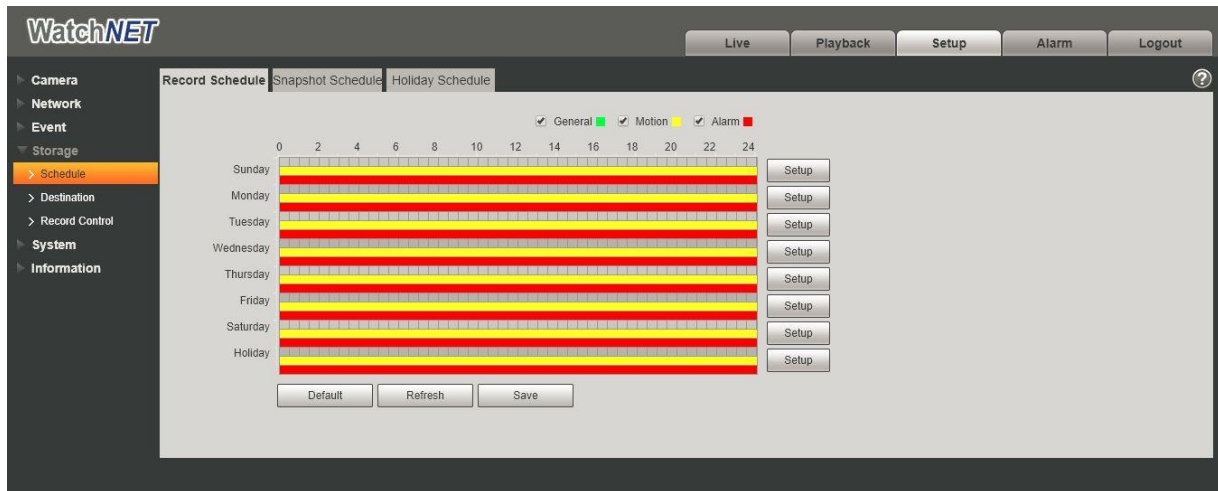 WatchNET
Live Playback Setup Alarm Logout
Camera
Network
Event
Storage
Schedule
Destination
Record Control
System
Information
Record Schedule Snapshot Schedule Holiday Schedule ?
General Motion Alarm
0 2 4 6 8 10 12 14 16 18 20 22 24
Sunday Setup
Monday Setup
Tuesday Setup
Wednesday Setup
Thursday Setup
Friday Setup
Saturday Setup
Holiday Setup
Default Refresh Save